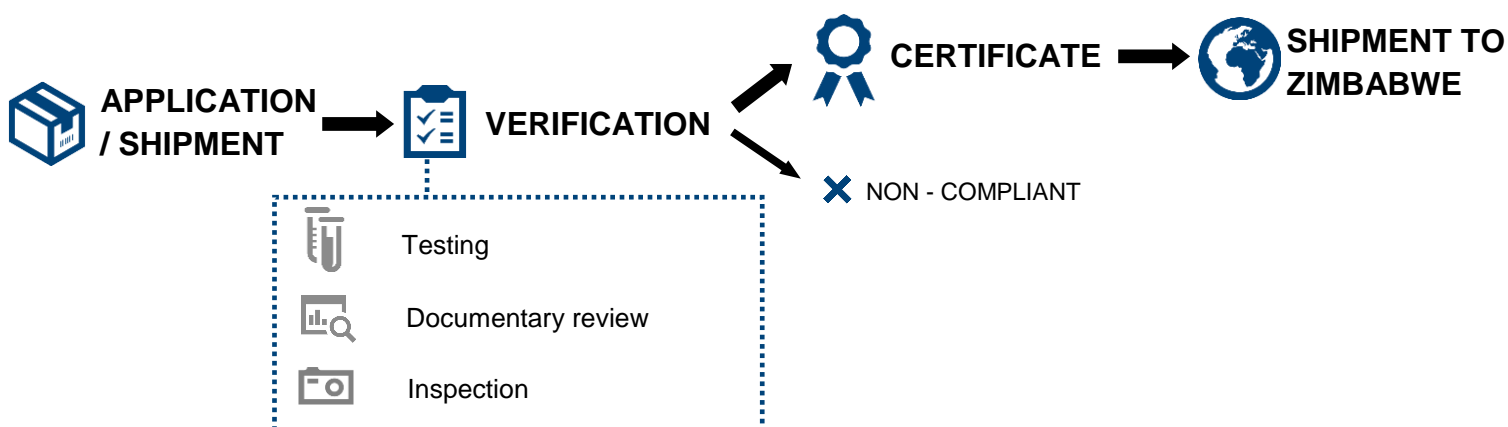 APPLICATION
/ SHIPMENT
VERIFICATION
CERTIFICATE
SHIPMENT TO
ZIMBABWE
NON - COMPLIANT
Testing
Documentary review
Inspection